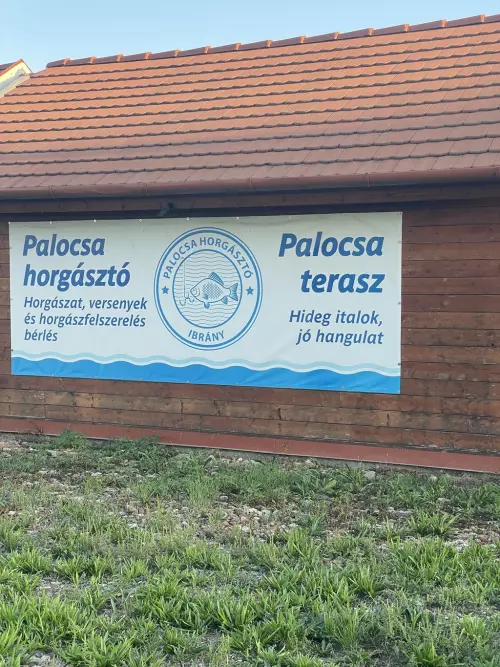 Palocsa
horgásztó
Horgászat, versenyek
és horgászfelszerelés
bérlés
PALOCSA HORGÁSZTÓ
IBRÁNY
Palocsa
terasz
Hideg italok,
jó hangulat